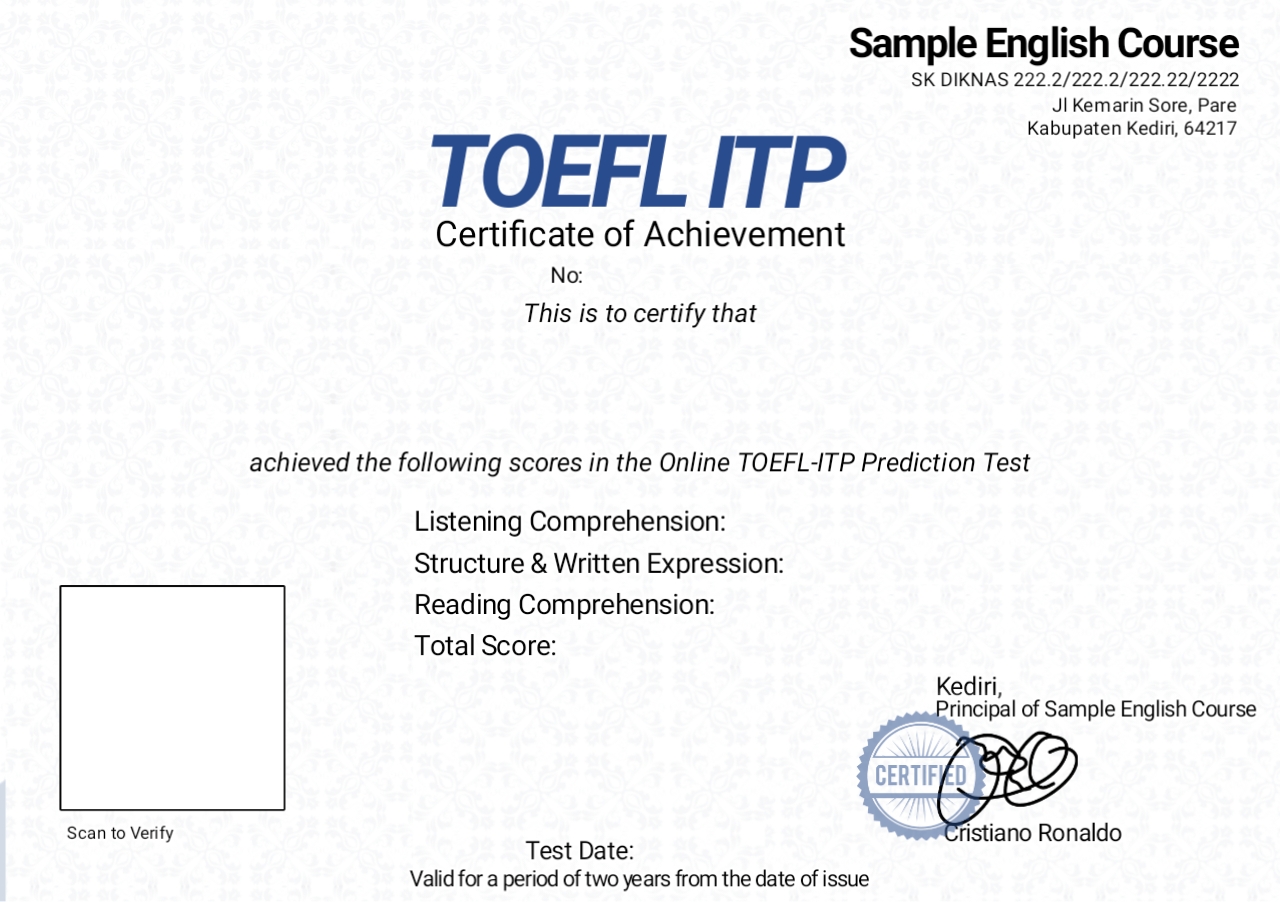 Sample English Course
SK DIKNAS 222.2/222.2/222.22/2222
Jl Kemarin Sore, Pare
Kabupaten Kediri, 64217
TOEFL ITP
Certificate of Achievement
No:
This is to certify that
achieved the following scores in the Online TOEFL-ITP Prediction Test
Listening Comprehension:
Structure & Written Expression:
Reading Comprehension:
Total Score:
Kediri,
Principal of Sample English Course
CERTIFIED
Cristiano Ronaldo
Scan to Verify
Test Date:
Valid for a period of two years from the date of issue